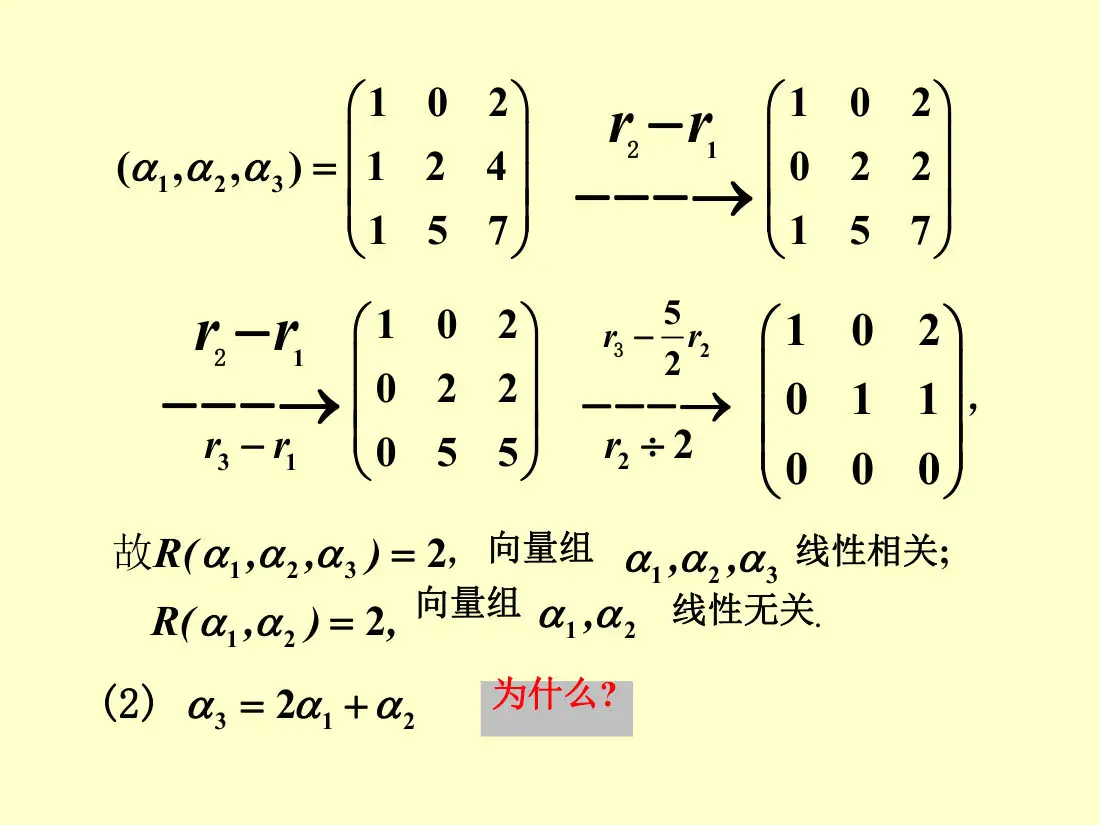 (α₁,α₂,α₃) = (1 0 2 r₂−r₁ (1 0 2
1 2 4 −−−→ 0 2 2
1 5 7) 1 5 7)
r₂−r₁ (1 0 2 r₃ − 5/2 r₂ (1 0 2
−−−→ 0 2 2 −−−→ 0 1 1 ,
r₃ − r₁ 0 5 5) r₂ ÷ 2 0 0 0)
故R(α₁,α₂,α₃) = 2， 向量组 α₁,α₂,α₃ 线性相关;
R(α₁,α₂) = 2, 向量组 α₁,α₂ 线性无关.
(2) α₃ = 2α₁ + α₂ 为什么?